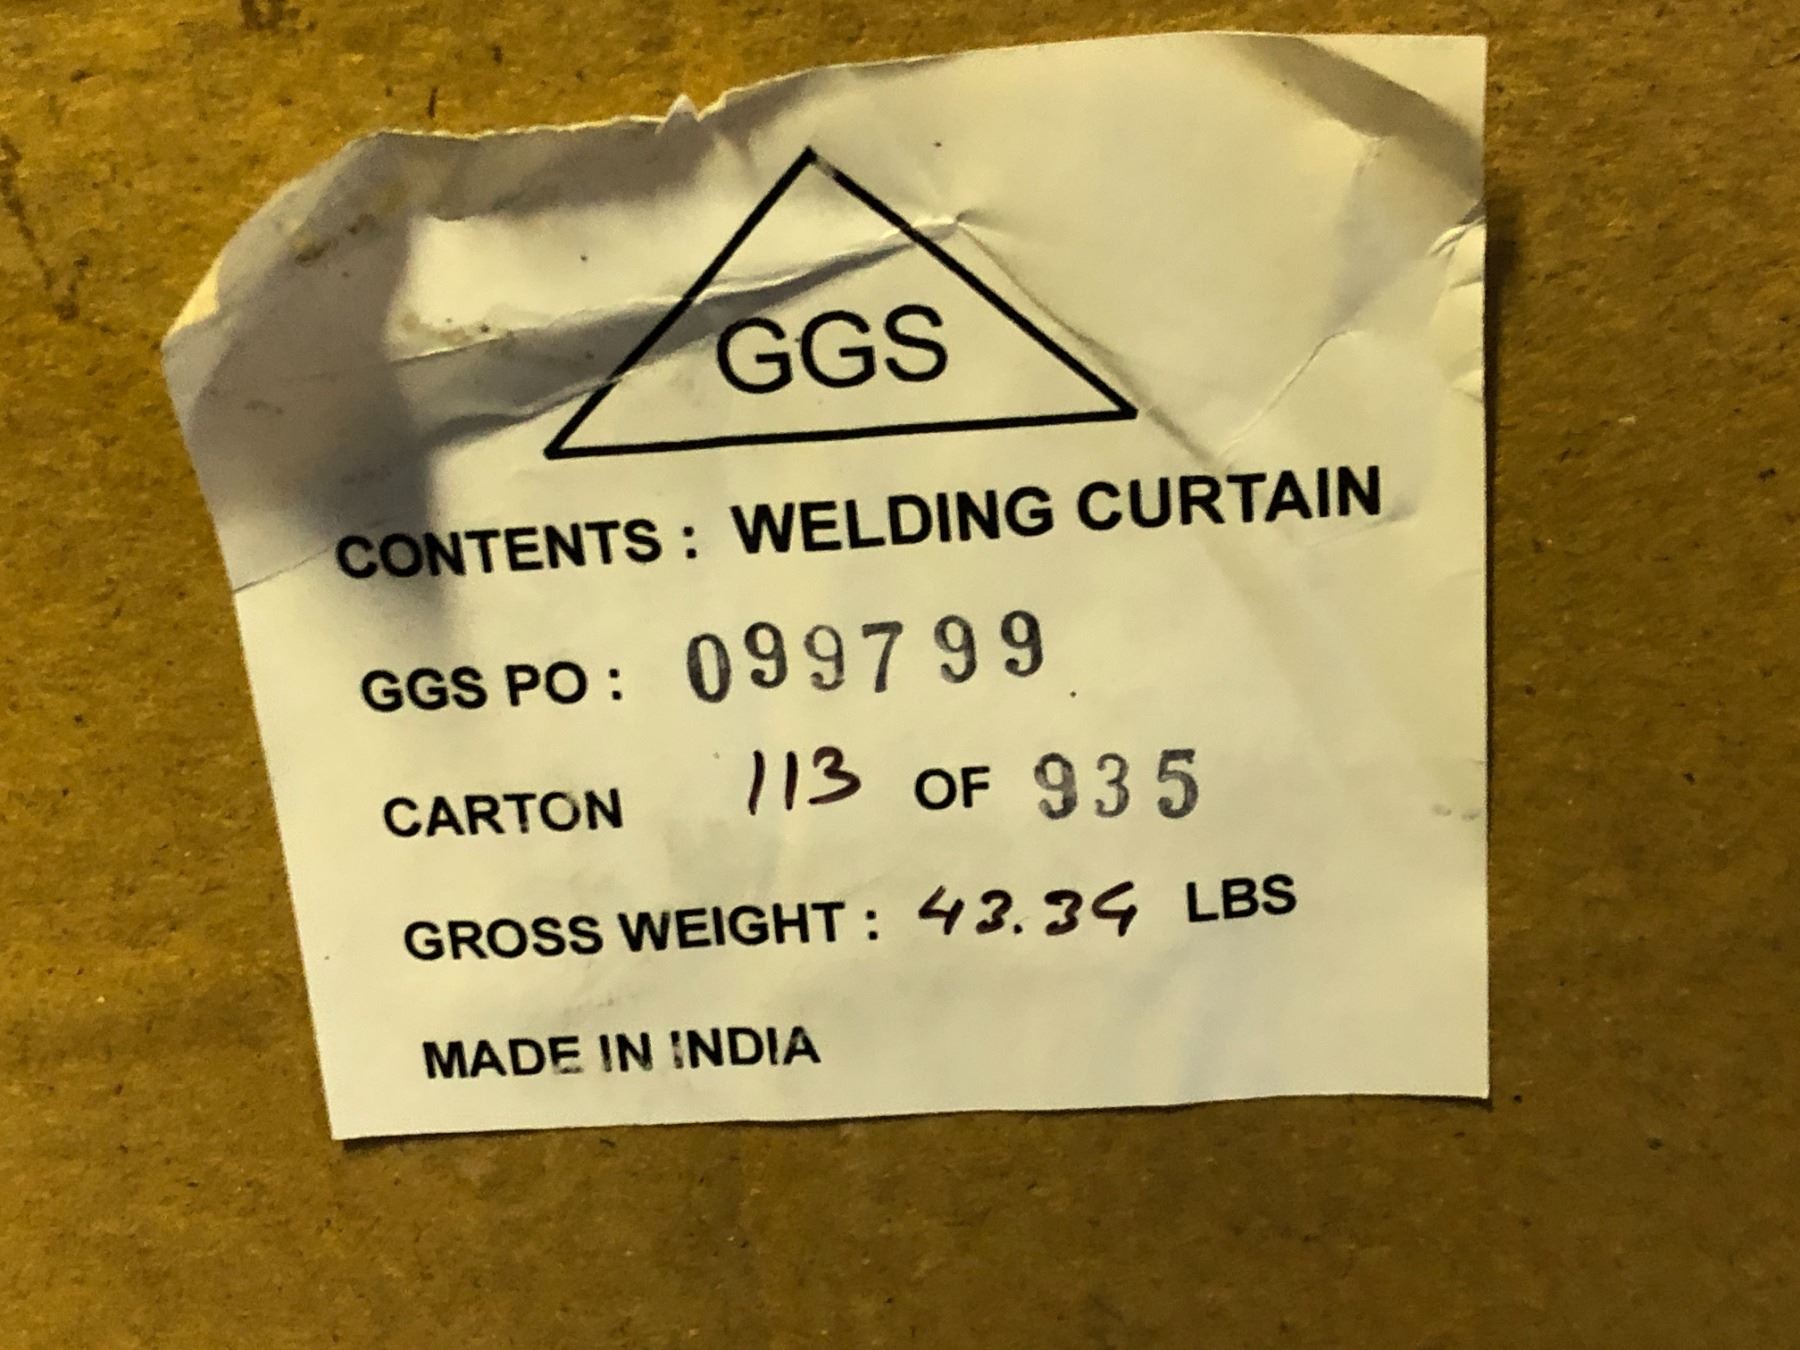 GGS
CONTENTS : WELDING CURTAIN
GGS PO : 099799
CARTON 113 OF 935
GROSS WEIGHT : 43.34 LBS
MADE IN INDIA